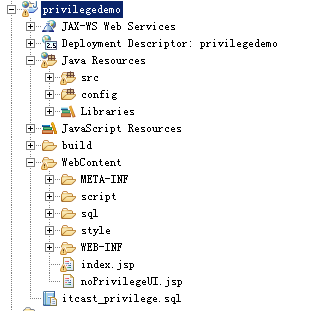 privilegedemo
JAX-WS Web Services
Deployment Descriptor: privilegedemo
Java Resources
src
config
Libraries
JavaScript Resources
build
WebContent
META-INF
script
sql
style
WEB-INF
index.jsp
noPrivilegeUI.jsp
itcast_privilege.sql